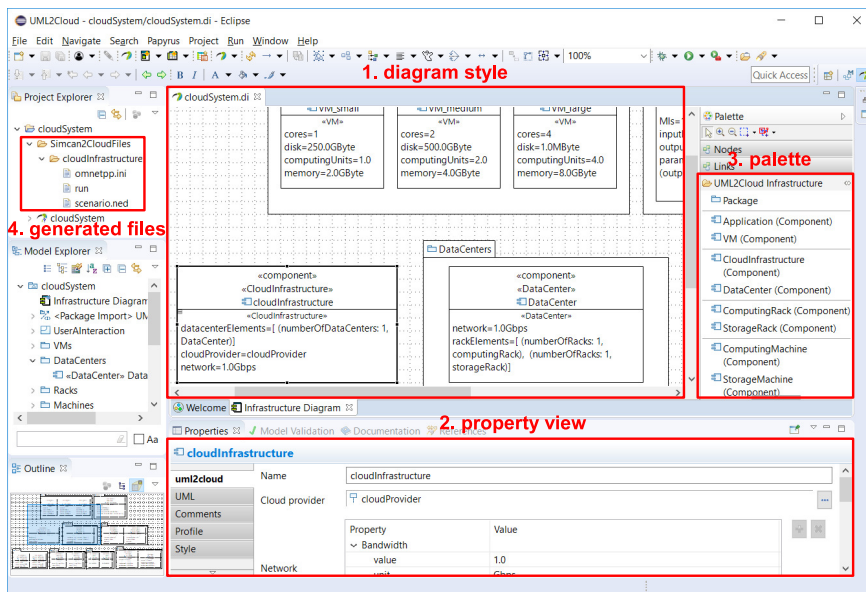 UML2Cloud - cloudSystem/cloudSystem.di - Eclipse
File Edit Navigate Search Papyrus Project Run Window Help
100%
B I A
Quick Access
1. diagram style
Project Explorer
cloudSystem
Simcan2CloudFiles
cloudInfrastructure
omnetpp.ini
run
scenario.ned
cloudSystem
4. generated files
Model Explorer
cloudSystem
Infrastructure Diagram
<Package Import> UM
UserAInteraction
VMs
DataCenters
«DataCenter» Data
Racks
Machines
Aa
Outline
cloudSystem.di
VM_small
«VM»
cores=1
disk=250.0GByte
computingUnits=1.0
memory=2.0GByte
VM_medium
«VM»
cores=2
disk=500.0GByte
computingUnits=2.0
memory=4.0GByte
VM_large
«VM»
cores=4
disk=1.0MByte
computingUnits=4.0
memory=8.0GByte
MIs=
input
outpu
param
(outp
«component»
«CloudInfrastructure»
cloudInfrastructure
«CloudInfrastructure»
datacenterElements=[ (numberOfDataCenters: 1,
DataCenter)]
cloudProvider=cloudProvider
network=1.0Gbps
DataCenters
«component»
«DataCenter»
DataCenter
«DataCenter»
network=1.0Gbps
rackElements=[ (numberOfRacks: 1,
computingRack), (numberOfRacks: 1,
storageRack)]
Welcome Infrastructure Diagram
Palette
Nodes
3. palette
Links
UML2Cloud Infrastructure
Package
Application (Component)
VM (Component)
CloudInfrastructure
(Component)
DataCenter (Component)
ComputingRack (Component)
StorageRack (Component)
ComputingMachine
(Component)
StorageMachine
(Component)
2. property view
Properties Model Validation Documentation References
cloudInfrastructure
uml2cloud
UML
Comments
Profile
Style
Name cloudInfrastructure
Cloud provider cloudProvider
...
Property Value
Bandwidth
value 1.0
Network
unit Gbps